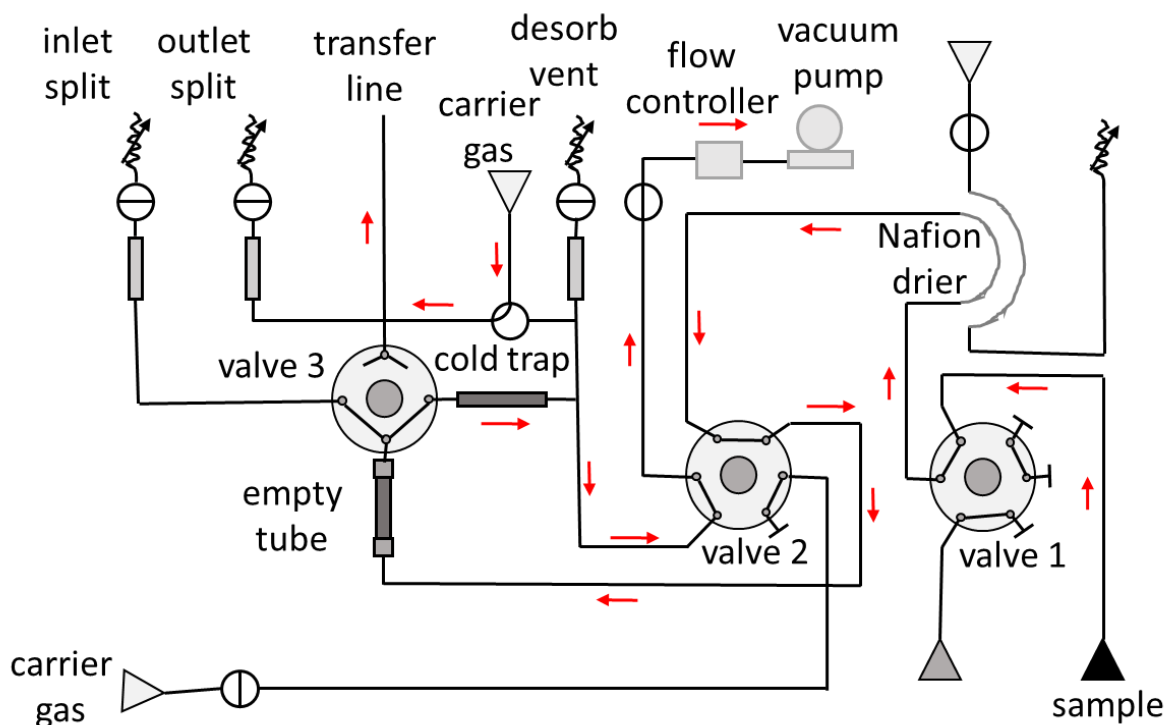 inlet
split
outlet
split
transfer
line
carrier
gas
desorb
vent
flow
controller
vacuum
pump
Nafion
drier
valve 3
cold trap
empty
tube
valve 2
valve 1
carrier
gas
sample